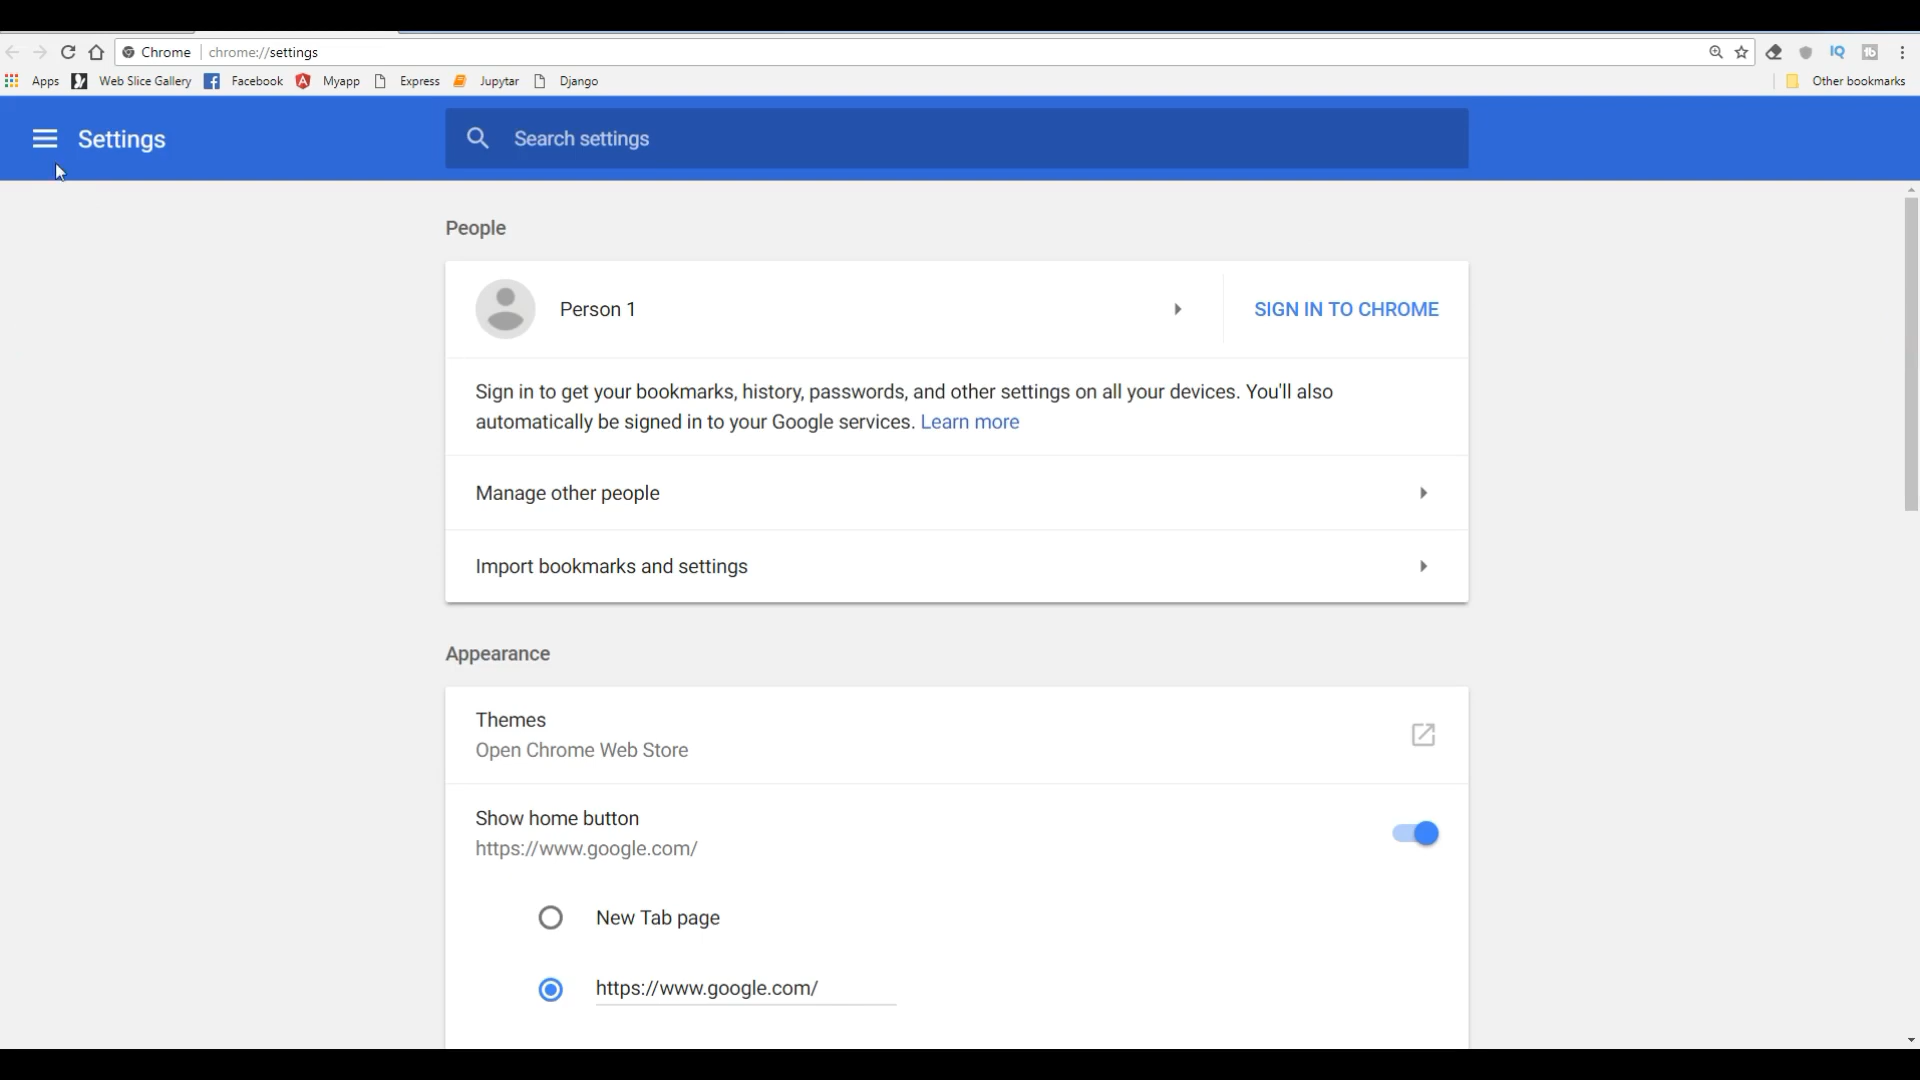 Chrome chrome://settings
IQ
tb
Apps Web Slice Gallery Facebook Myapp Express Jupytar Django Other bookmarks
Settings Search settings
People
Person 1 SIGN IN TO CHROME
Sign in to get your bookmarks, history, passwords, and other settings on all your devices. You'll also
automatically be signed in to your Google services. Learn more
Manage other people
Import bookmarks and settings
Appearance
Themes
Open Chrome Web Store
Show home button
https://www.google.com/
New Tab page
https://www.google.com/